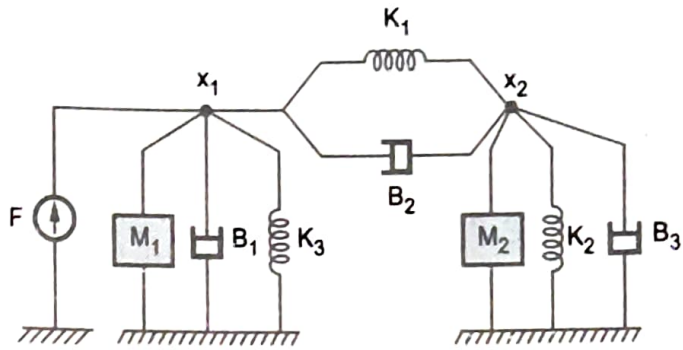 K₁
x₁
x₂
B₂
F
M₁
B₁
K₃
M₂
K₂
B₃